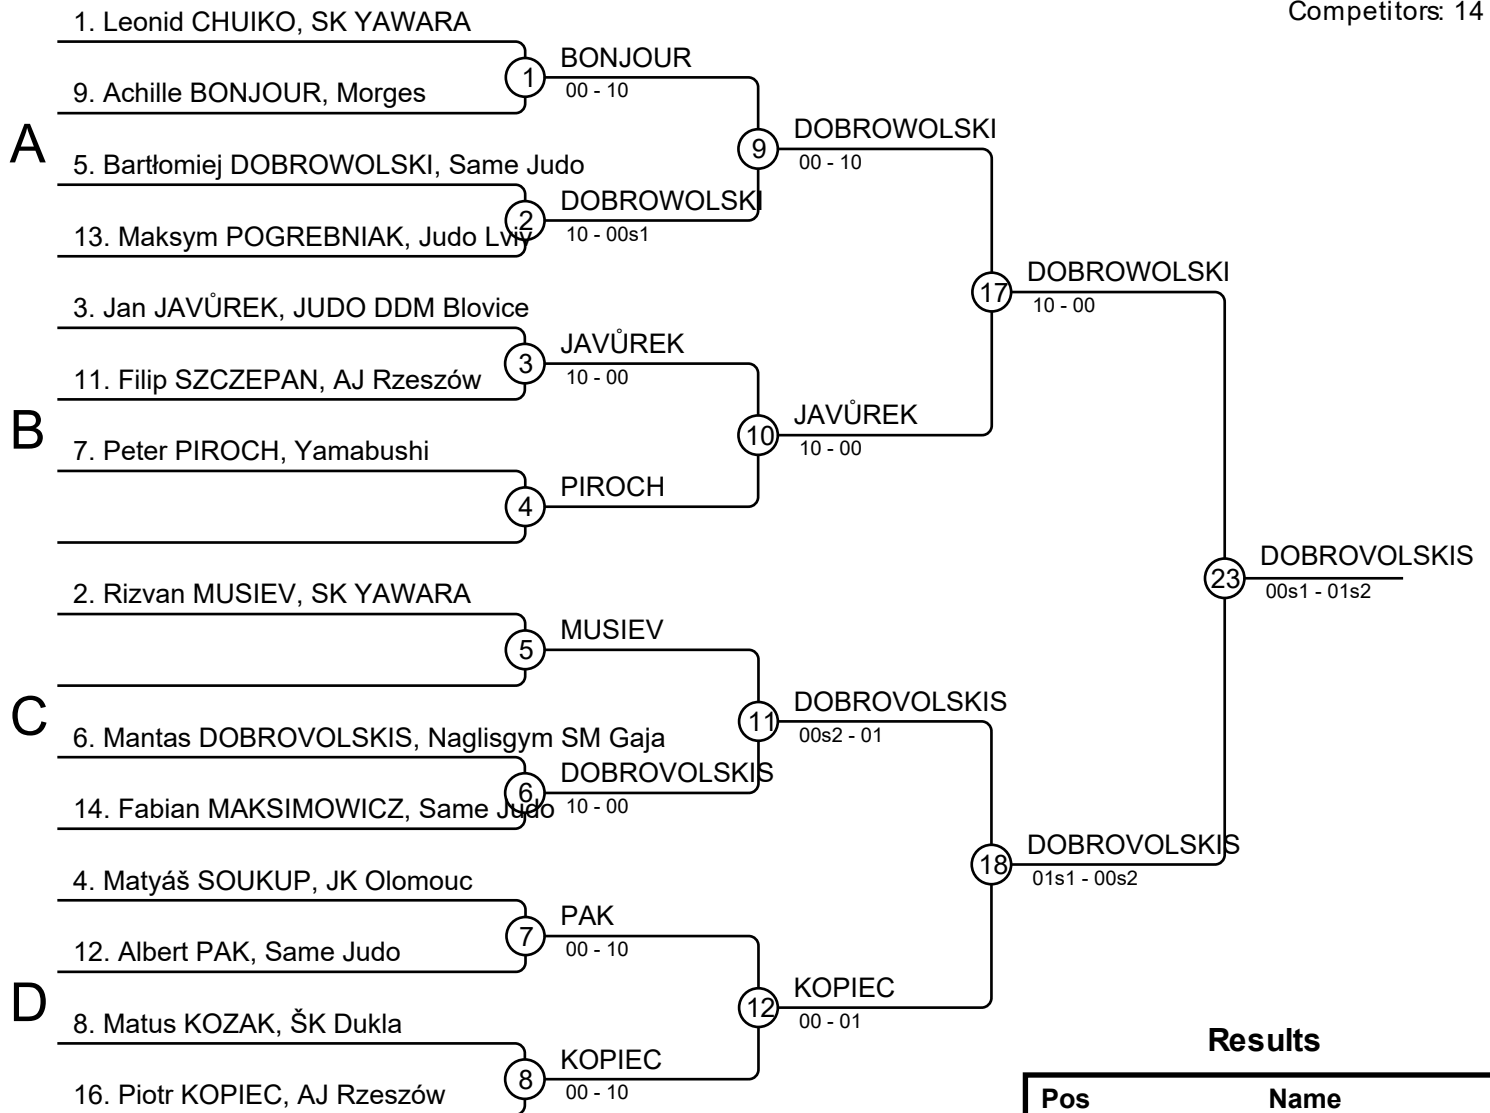 Competitors: 14
1. Leonid CHUIKO, SK YAWARA
BONJOUR
1
00 - 10
9. Achille BONJOUR, Morges
A
DOBROWOLSKI
9
00 - 10
5. Bartłomiej DOBROWOLSKI, Same Judo
DOBROWOLSKI
2
10 - 00s1
13. Maksym POGREBNIAK, Judo Lviv
DOBROWOLSKI
17
10 - 00
3. Jan JAVŮREK, JUDO DDM Blovice
JAVŮREK
3
10 - 00
11. Filip SZCZEPAN, AJ Rzeszów
B
JAVŮREK
10
10 - 00
7. Peter PIROCH, Yamabushi
PIROCH
4
DOBROVOLSKIS
23
00s1 - 01s2
2. Rizvan MUSIEV, SK YAWARA
MUSIEV
5
C
DOBROVOLSKIS
11
00s2 - 01
6. Mantas DOBROVOLSKIS, Naglisgym SM Gaja
DOBROVOLSKIS
6
10 - 00
14. Fabian MAKSIMOWICZ, Same Judo
DOBROVOLSKIS
18
01s1 - 00s2
4. Matyáš SOUKUP, JK Olomouc
PAK
7
00 - 10
12. Albert PAK, Same Judo
D
KOPIEC
12
00 - 01
8. Matus KOZAK, ŠK Dukla
KOPIEC
8
00 - 10
16. Piotr KOPIEC, AJ Rzeszów
Results
Pos Name